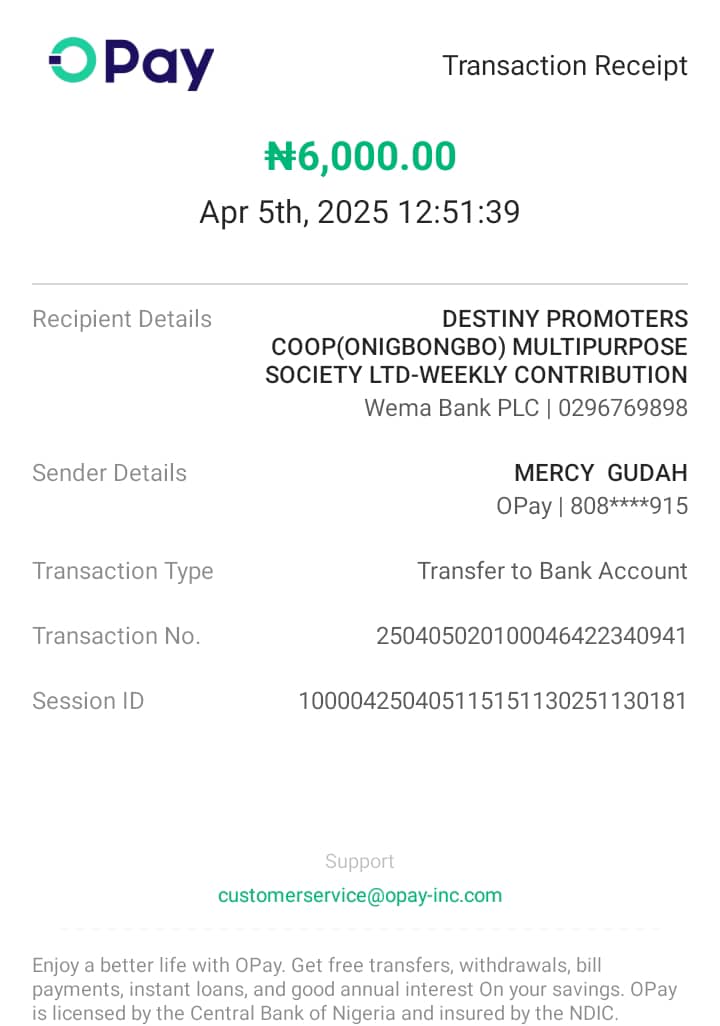 OPay
Transaction Receipt
₦6,000.00
Apr 5th, 2025 12:51:39
Recipient Details
DESTINY PROMOTERS
COOP(ONIGBONGBO) MULTIPURPOSE
SOCIETY LTD-WEEKLY CONTRIBUTION
Wema Bank PLC | 0296769898
Sender Details
MERCY  GUDAH
OPay | 808****915
Transaction Type
Transfer to Bank Account
Transaction No.
250405020100046422340941
Session ID
100004250405115151130251130181
Support
customerservice@opay-inc.com
Enjoy a better life with OPay. Get free transfers, withdrawals, bill
payments, instant loans, and good annual interest On your savings. OPay
is licensed by the Central Bank of Nigeria and insured by the NDIC.